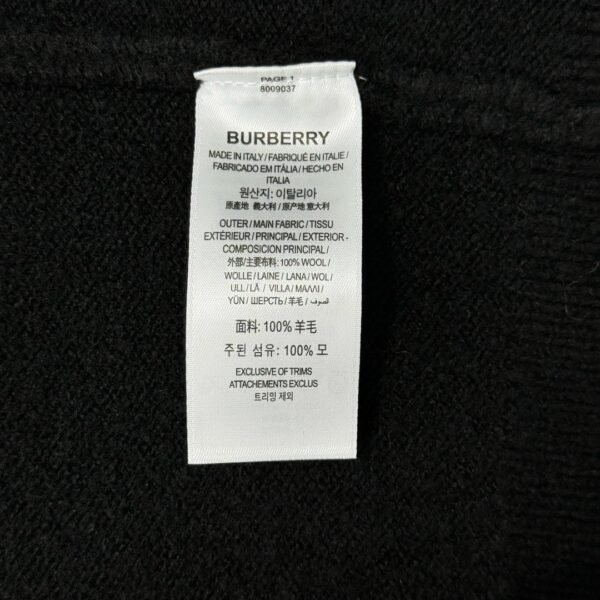 PAGE 1
8009037
BURBERRY
MADE IN ITALY / FABRIQUÉ EN ITALIE /
FABRICADO EM ITÁLIA / HECHO EN
ITALIA
원산지: 이탈리아
原產地 義大利 / 原产地 意大利
OUTER / MAIN FABRIC / TISSU
EXTÉRIEUR / PRINCIPAL / EXTERIOR -
COMPOSICIÓN PRINCIPAL /
外部/主要布料: 100% WOOL /
WOLLE / LAINE / LANA / WOL /
ULL / LÃ / VILLA / ΜΑΛΛΙ /
YÜN / ШЕРСТЬ / 羊毛 / صوف
面料: 100% 羊毛
주된 섬유: 100% 모
EXCLUSIVE OF TRIMS
ATTACHEMENTS EXCLUS
트리밍 제외